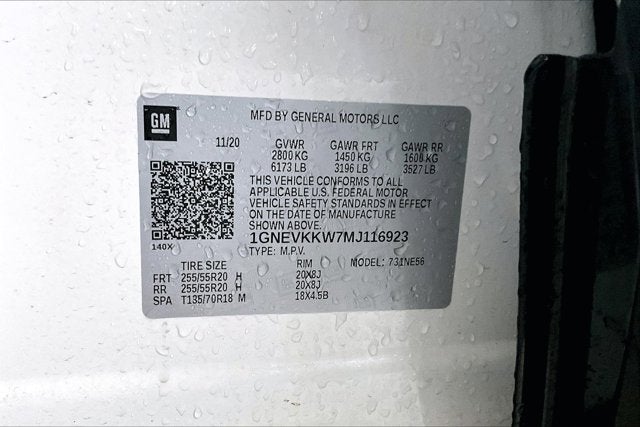 GM
MFD BY GENERAL MOTORS LLC
11/20 GVWR GAWR FRT GAWR RR
2800 KG 1450 KG 1600 KG
6173 LB 3196 LB 3527 LB
THIS VEHICLE CONFORMS TO ALL
APPLICABLE U.S. FEDERAL MOTOR
VEHICLE SAFETY STANDARDS IN EFFECT
ON THE DATE OF MANUFACTURE
SHOWN ABOVE.
140X 1GNEVKKW7MJ116923
TYPE: M.P.V. MODEL: 731NE56
TIRE SIZE RIM
FRT 255/55R20 H 20X8J
RR 255/55R20 H 20X8J
SPA T135/70R18 M 18X4.5B